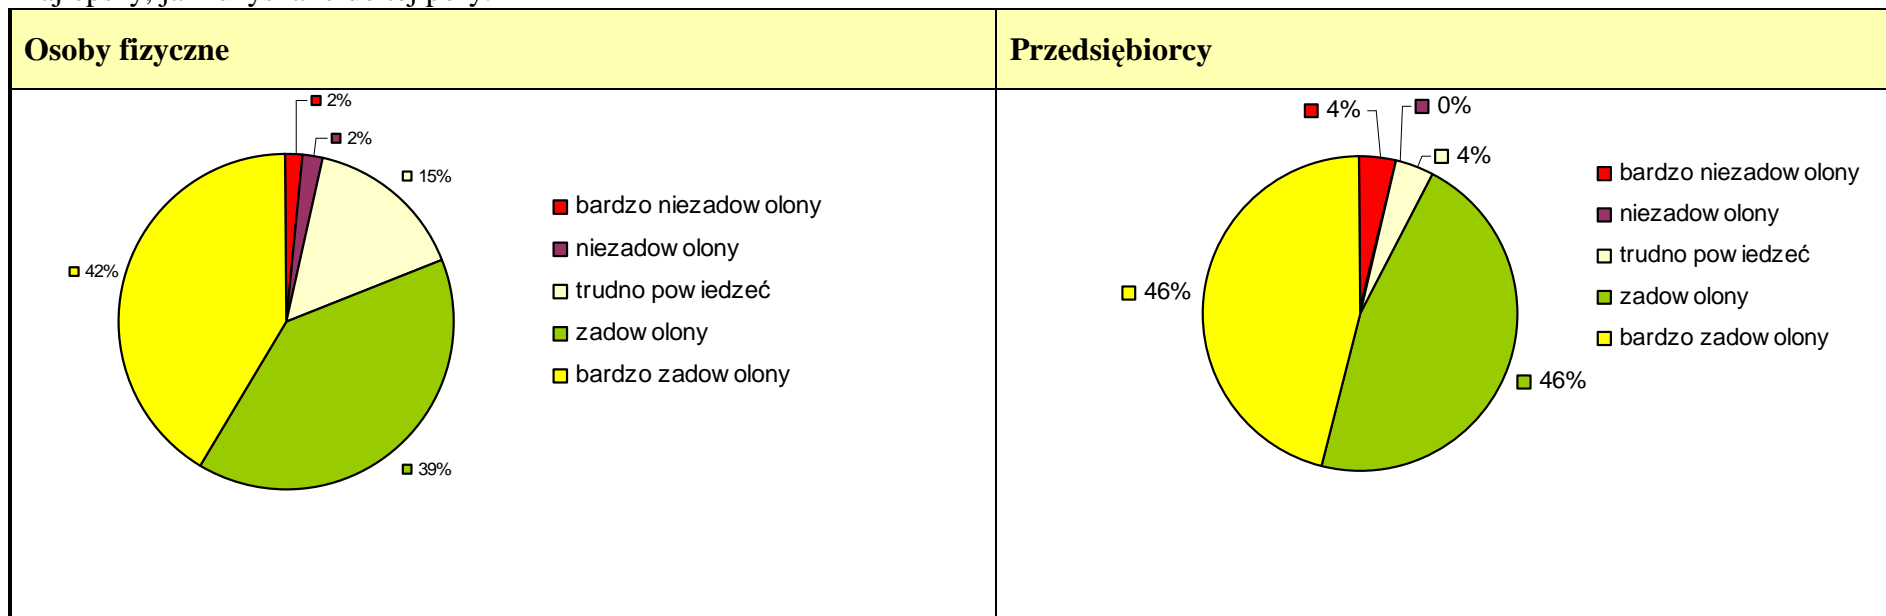 Osoby fizyczne
Przedsiębiorcy
2%
2%
15%
42%
39%
bardzo niezadow olony
niezadow olony
trudno pow iedzeć
zadow olony
bardzo zadow olony
4%
0%
4%
46%
46%
bardzo niezadow olony
niezadow olony
trudno pow iedzeć
zadow olony
bardzo zadow olony